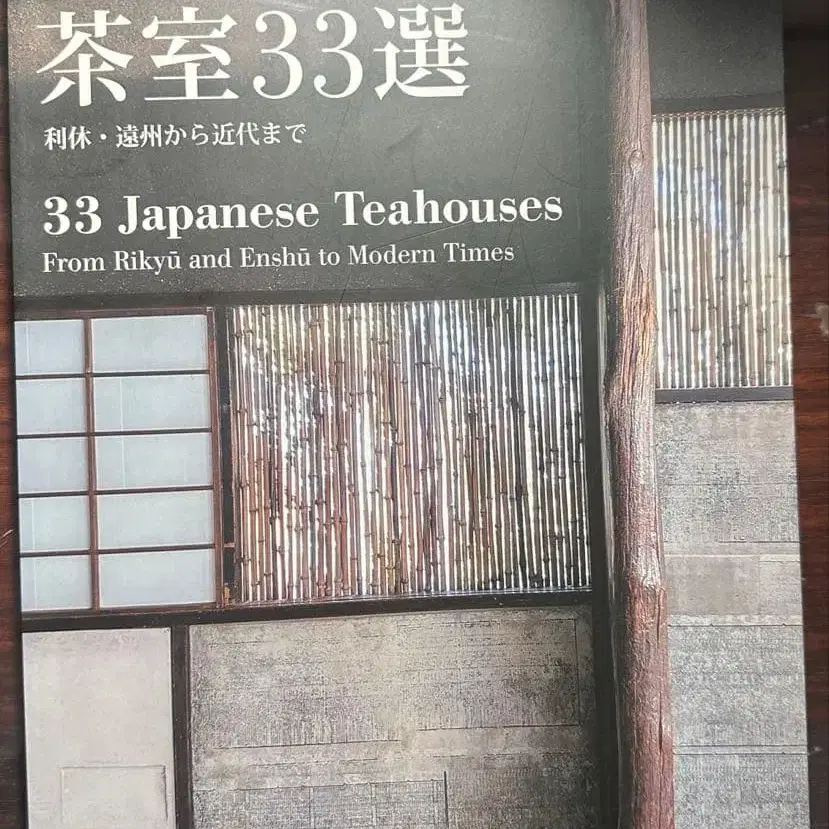 茶室33選
利休・遠州から近代まで
33 Japanese Teahouses
From Rikyū and Enshū to Modern Times